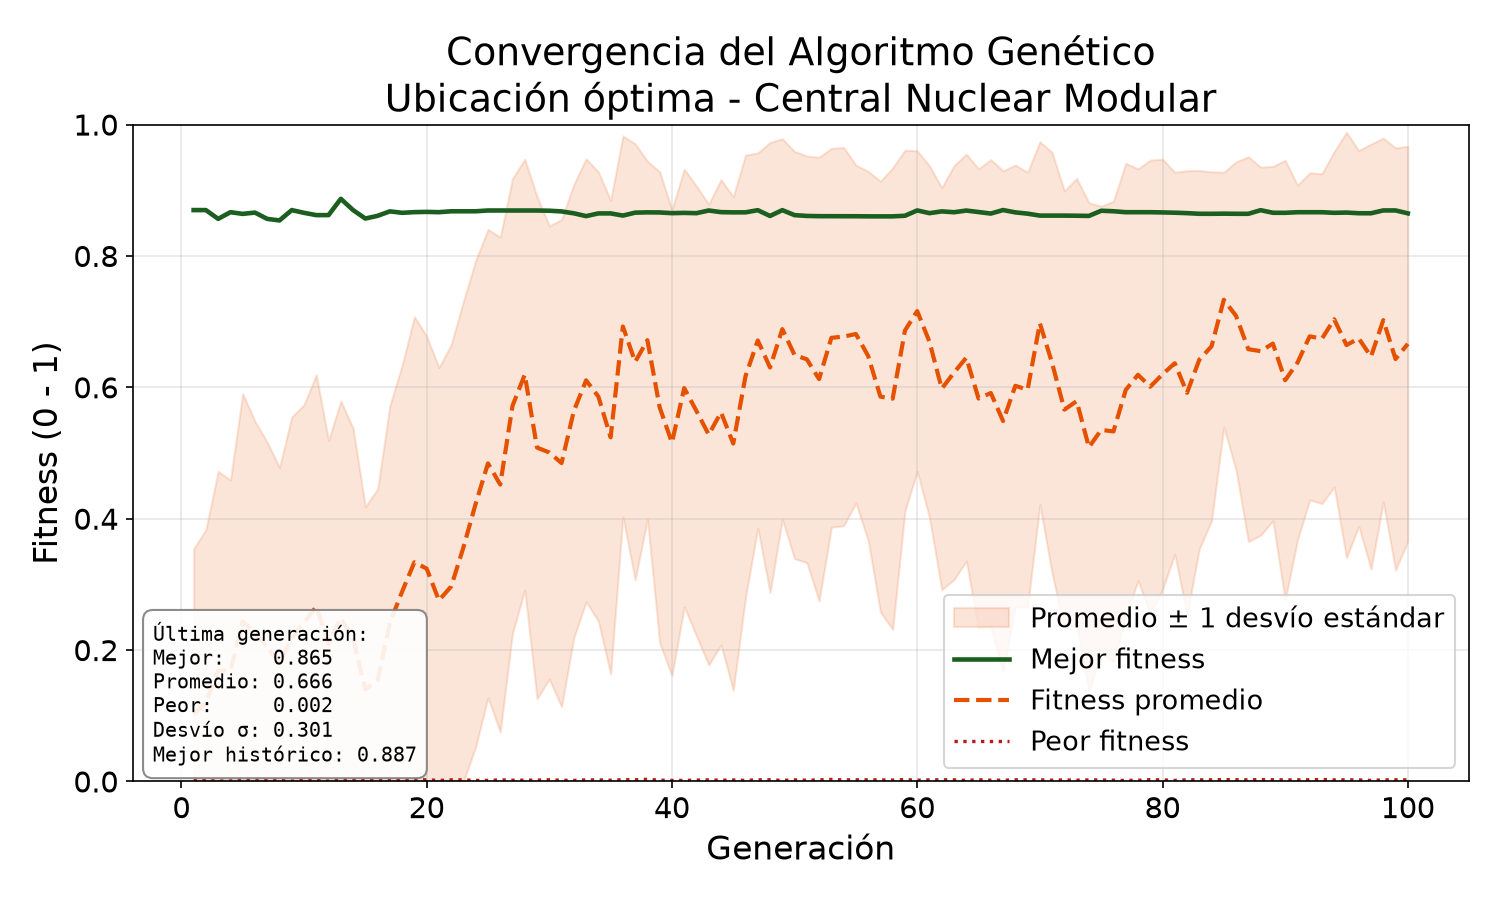 Convergencia del Algoritmo Genético
Ubicación óptima - Central Nuclear Modular
Fitness (0 - 1)
1.0
0.8
0.6
0.4
0.2
0.0
Última generación:
Mejor: 0.865
Promedio: 0.666
Peor: 0.002
Desvío σ: 0.301
Mejor histórico: 0.887
Promedio ± 1 desvío estándar
Mejor fitness
Fitness promedio
Peor fitness
0 20 40 60 80 100
Generación